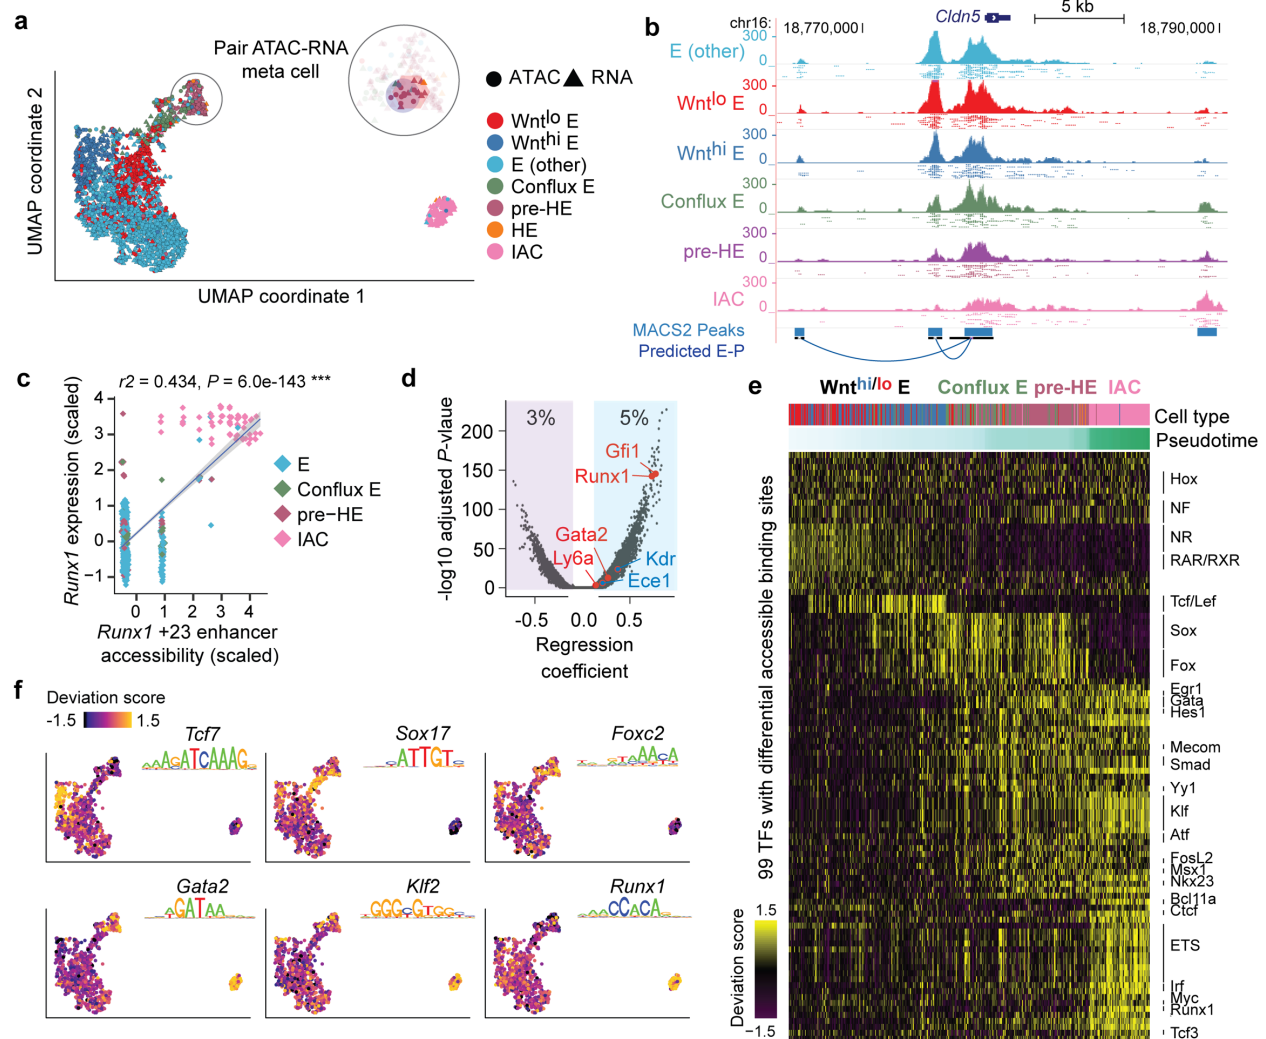 a
Pair ATAC-RNA
meta cell
ATAC RNA
Wntlo E
Wnthi E
E (other)
Conflux E
pre-HE
HE
IAC
UMAP coordinate 2
UMAP coordinate 1
b
Cldn5
5 kb
chr16:
18,770,000
18,790,000
300
E (other)
0
300
Wntlo E
0
300
Wnthi E
0
300
Conflux E
0
300
pre-HE
0
300
IAC
0
MACS2 Peaks
Predicted E-P
c
r2 = 0.434, P = 6.0e-143 ***
Runx1 expression (scaled)
4
3
2
1
0
−1
0 1 2 3 4
Runx1 +23 enhancer
accessibility (scaled)
E
Conflux E
pre−HE
IAC
d
-log10 adjusted P-vlaue
200
150
100
50
0
3%
5%
Gfi1
Runx1
Gata2
Ly6a
Kdr
Ece1
-0.5 0.0 0.5
Regression
coefficient
e
Wnthi/lo E Conflux E pre-HE IAC
Cell type
Pseudotime
99 TFs with differential accessible binding sites
Hox
NF
NR
RAR/RXR
Tcf/Lef
Sox
Fox
Egr1
Gata
Hes1
Mecom
Smad
Yy1
Klf
Atf
FosL2
Msx1
Nkx23
Bcl11a
Ctcf
ETS
Irf
Myc
Runx1
Tcf3
1.5
Deviation score
−1.5
f
Deviation score
-1.5 1.5
Tcf7
AAGATCAAAG
Sox17
ATTGT
Foxc2
AAACA
Gata2
AGATAA
Klf2
GGGCGTGG
Runx1
AACCACA